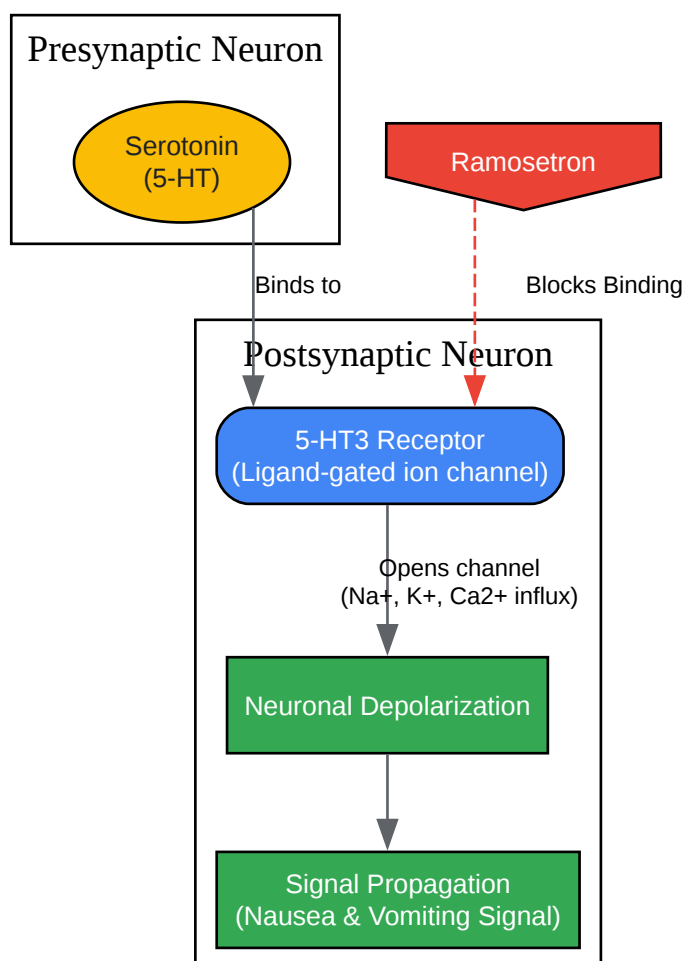 Presynaptic Neuron
Serotonin
(5-HT)
Ramosetron
Binds to
Blocks Binding
Postsynaptic Neuron
5-HT3 Receptor
(Ligand-gated ion channel)
Opens channel
(Na+, K+, Ca2+ influx)
Neuronal Depolarization
Signal Propagation
(Nausea & Vomiting Signal)